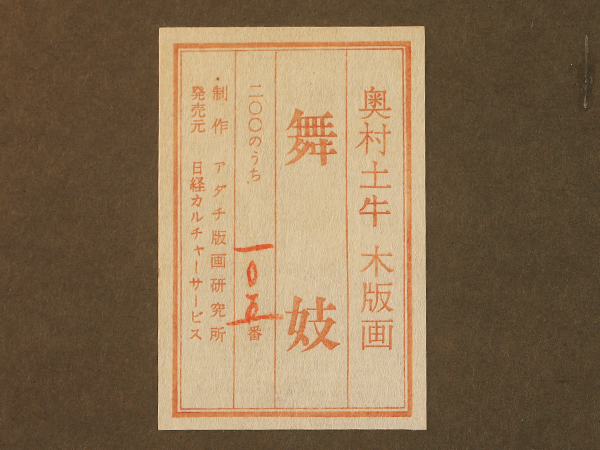 奥村土牛 木版画
舞妓
二〇〇のうち 一〇五番
・制作 アダチ版画研究所
発売元 日経カルチャーサービス